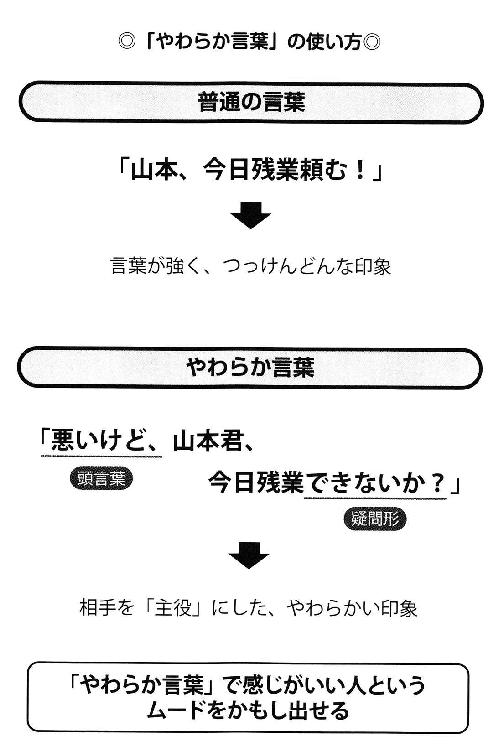 ◎「やわらか言葉」の使い方◎
普通の言葉
「山本、今日残業頼む！」
言葉が強く、つっけんどんな印象
やわらか言葉
「悪いけど、山本君、
頭言葉
今日残業できないか？」
疑問形
相手を「主役」にした、やわらかい印象
「やわらか言葉」で感じがいい人という
ムードをかもし出せる